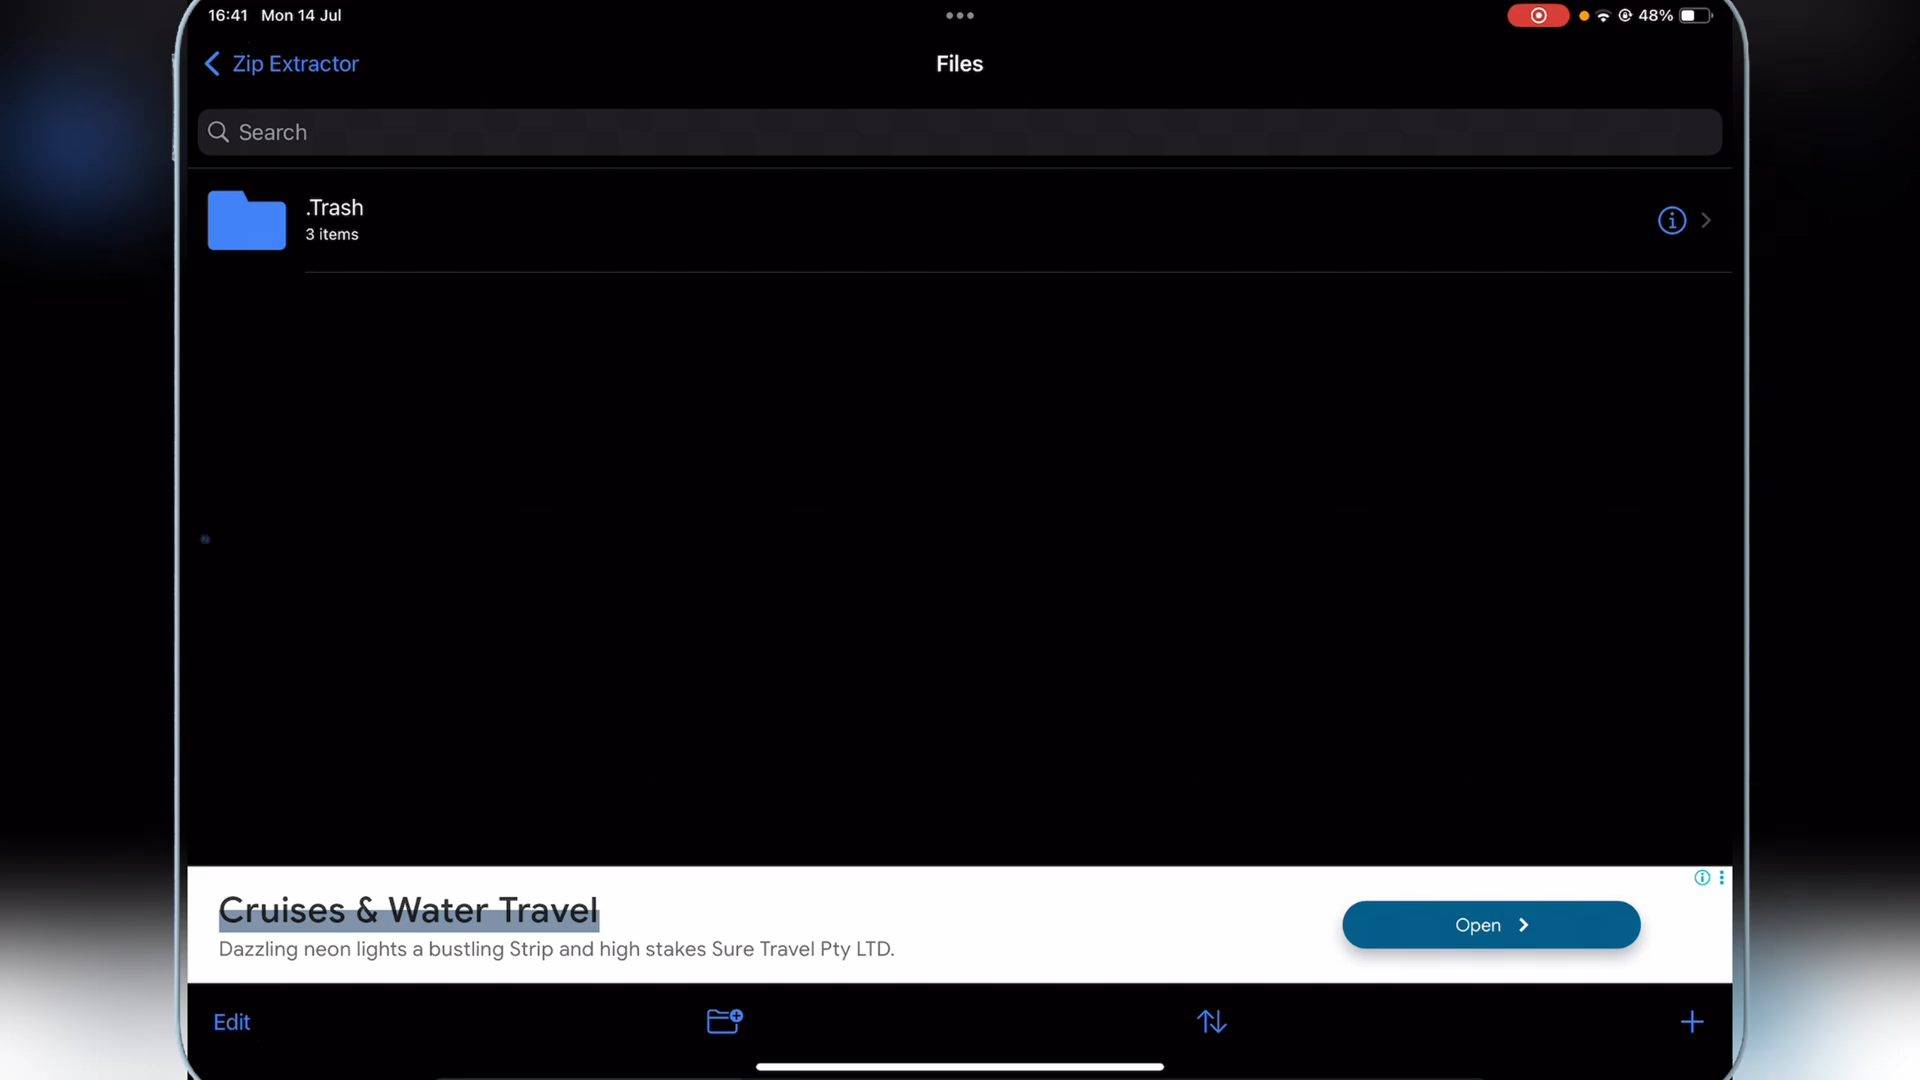 16:41 Mon 14 Jul
48%
Zip Extractor
Files
Search
.Trash
3 items
Cruises & Water Travel
Dazzling neon lights a bustling Strip and high stakes Sure Travel Pty LTD.
Open
Edit